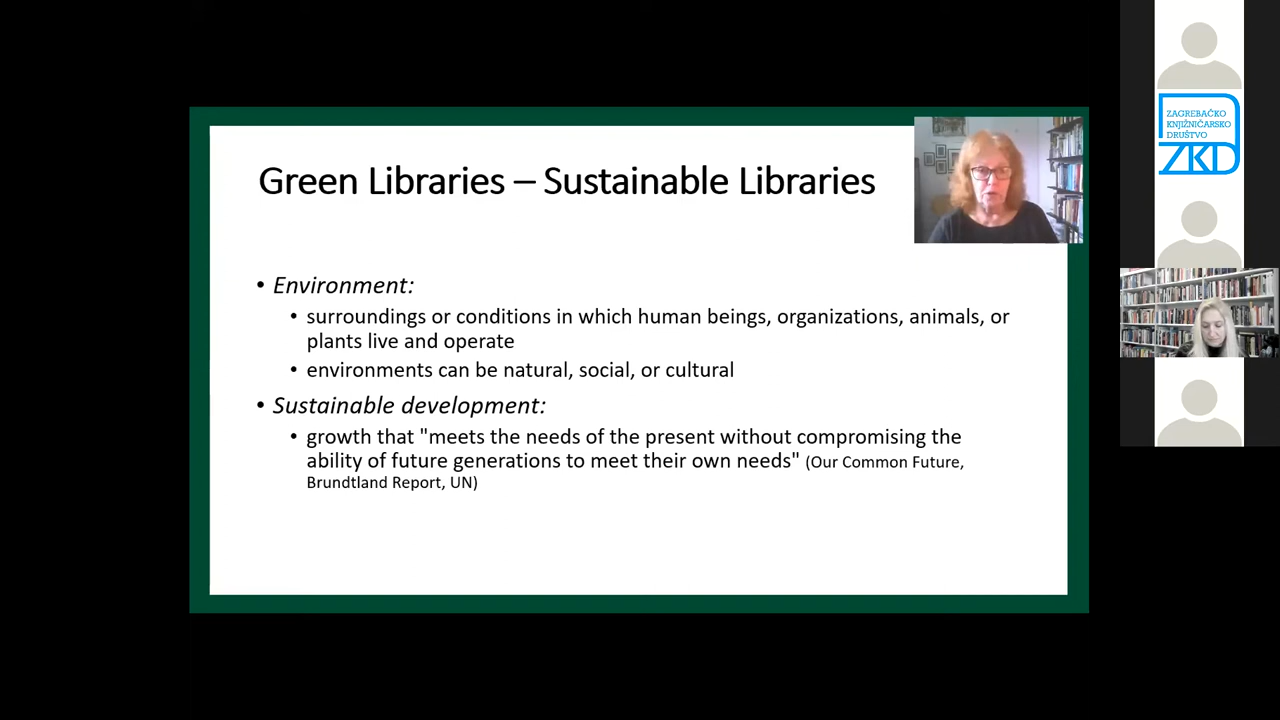 Green Libraries – Sustainable Libraries
• Environment:
• surroundings or conditions in which human beings, organizations, animals, or
plants live and operate
• environments can be natural, social, or cultural
• Sustainable development:
• growth that "meets the needs of the present without compromising the
ability of future generations to meet their own needs" (Our Common Future,
Brundtland Report, UN)
ZAGREBAČKO
KNJIŽNIČARSKO
DRUŠTVO
ZKD